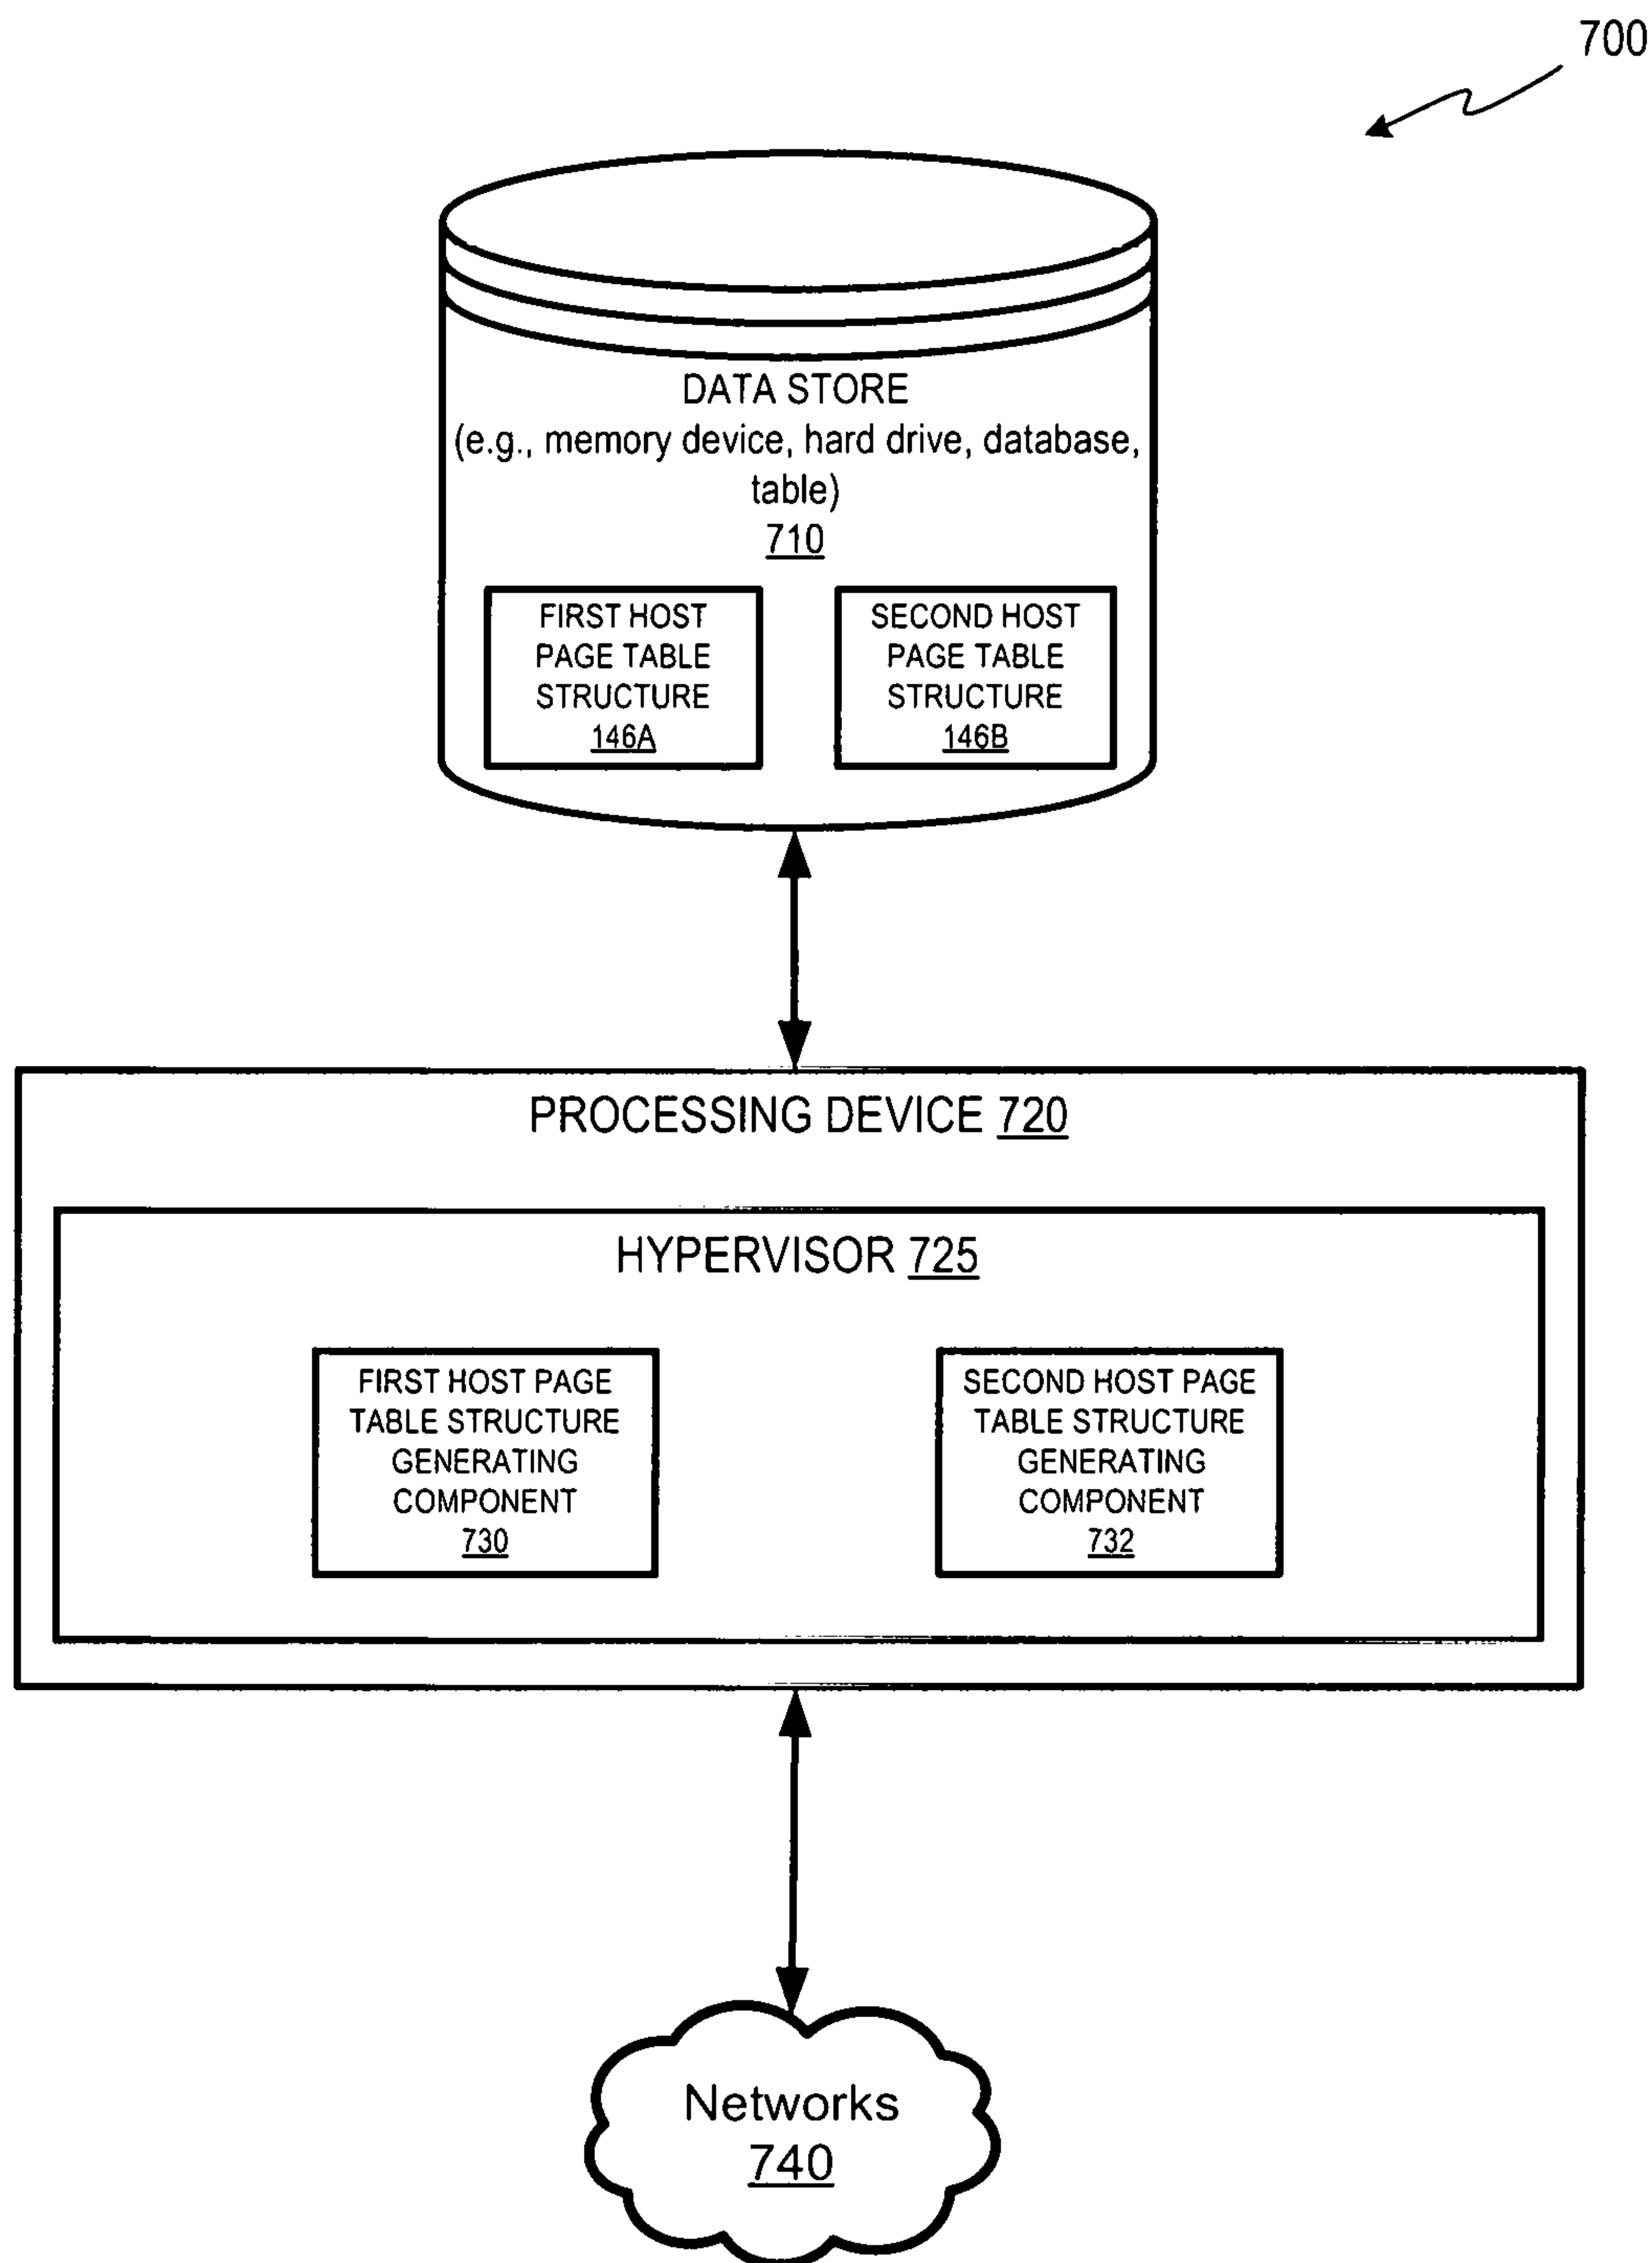 700
DATA STORE
(e.g., memory device, hard drive, database,
table)
710
FIRST HOST
PAGE TABLE
STRUCTURE
146A
SECOND HOST
PAGE TABLE
STRUCTURE
146B
PROCESSING DEVICE 720
HYPERVISOR 725
FIRST HOST PAGE
TABLE STRUCTURE
GENERATING
COMPONENT
730
SECOND HOST PAGE
TABLE STRUCTURE
GENERATING
COMPONENT
732
Networks
740